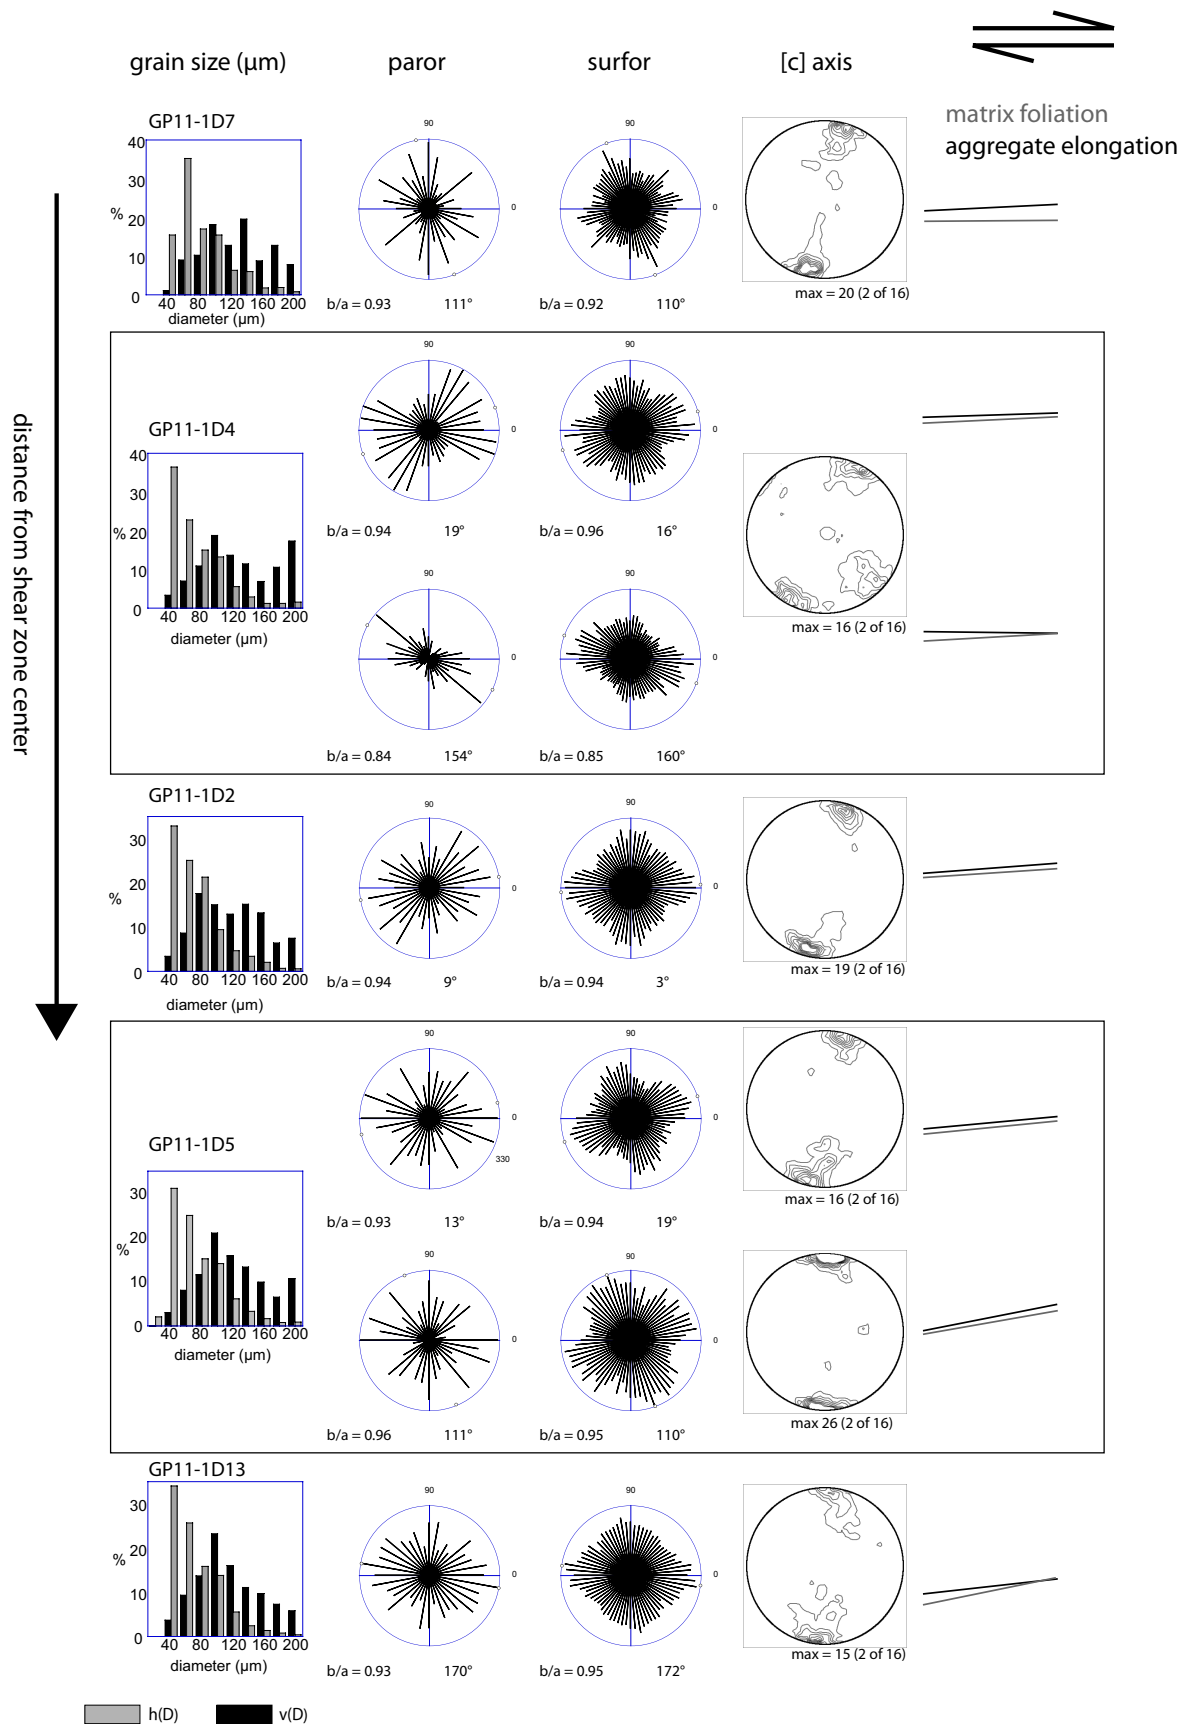 grain size (µm) paror surfor [c] axis
matrix foliation
aggregate elongation
distance from shear zone center
GP11-1D7
40
30
% 20
10
0
40 80 120 160 200
diameter (µm)
90
0
b/a = 0.93 111°
90
0
b/a = 0.92 110°
max = 20 (2 of 16)
GP11-1D4
40
30
% 20
10
0
40 80 120 160 200
diameter (µm)
90
0
b/a = 0.94 19°
90
0
b/a = 0.96 16°
max = 16 (2 of 16)
90
0
b/a = 0.84 154°
90
0
b/a = 0.85 160°
GP11-1D2
30
20
%
10
0
40 80 120 160 200
diameter (µm)
90
0
b/a = 0.94 9°
90
0
b/a = 0.94 3°
max = 19 (2 of 16)
GP11-1D5
30
20
%
10
0
40 80 120 160 200
diameter (µm)
90
0
330
b/a = 0.93 13°
90
0
b/a = 0.94 19°
max = 16 (2 of 16)
90
0
b/a = 0.96 111°
90
0
b/a = 0.95 110°
max 26 (2 of 16)
GP11-1D13
30
20
%
10
0
40 80 120 160 200
diameter (µm)
90
0
b/a = 0.93 170°
90
0
b/a = 0.95 172°
max = 15 (2 of 16)
h(D) v(D)